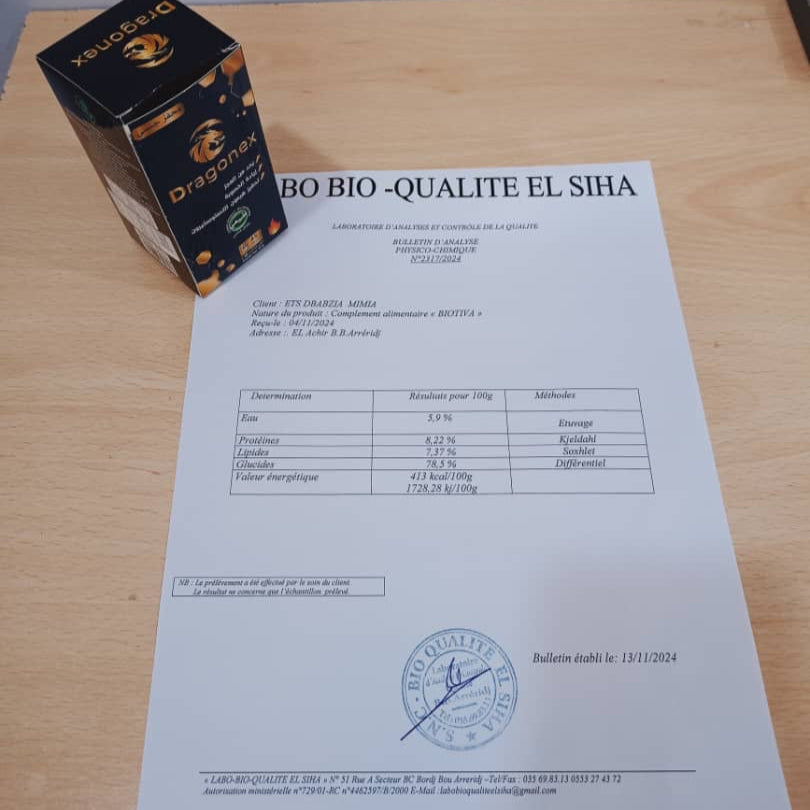 Dragonex
Dragonex
LABO BIO -QUALITE EL SIHA
LABORATOIRE D'ANALYSES ET CONTRÔLE DE LA QUALITE
BULLETIN D'ANALYSE
PHYSICO-CHIMIQUE
N°2317/2024
Client : ETS DBABZIA MIMIA
Nature du produit : Complement alimentaire « BIOTIVA »
Reçu-le : 04/11/2024
Adresse :. EL Achir B.B.Arréridj
Determination Résultats pour 100g Méthodes
Eau 5,9 % Etuvage
Protéines 8,22 % Kjeldahl
Lipides 7,37 % Soxhlet
Glucides 78,5 % Différentiel
Valeur énergétique 413 kcal/100g
1728,28 kj/100g
NB : Le prélèvement a été effectué par le soin du client.
Le résultat ne concerne que l'échantillon prélevé.
S.N.C. BIO QUALITE EL SIHA
Bulletin établi le: 13/11/2024
« LABO-BIO-QUALITE EL SIHA » N° 51 Rue A Secteur BC Bordj Bou Arreridj –Tel/Fax : 035 69.83.13 0553 27 43 72
Autorisation ministérielle n°729/01-RC n°4462597/B/2000 E-Mail :labobioqualiteelsiha@gmail.com